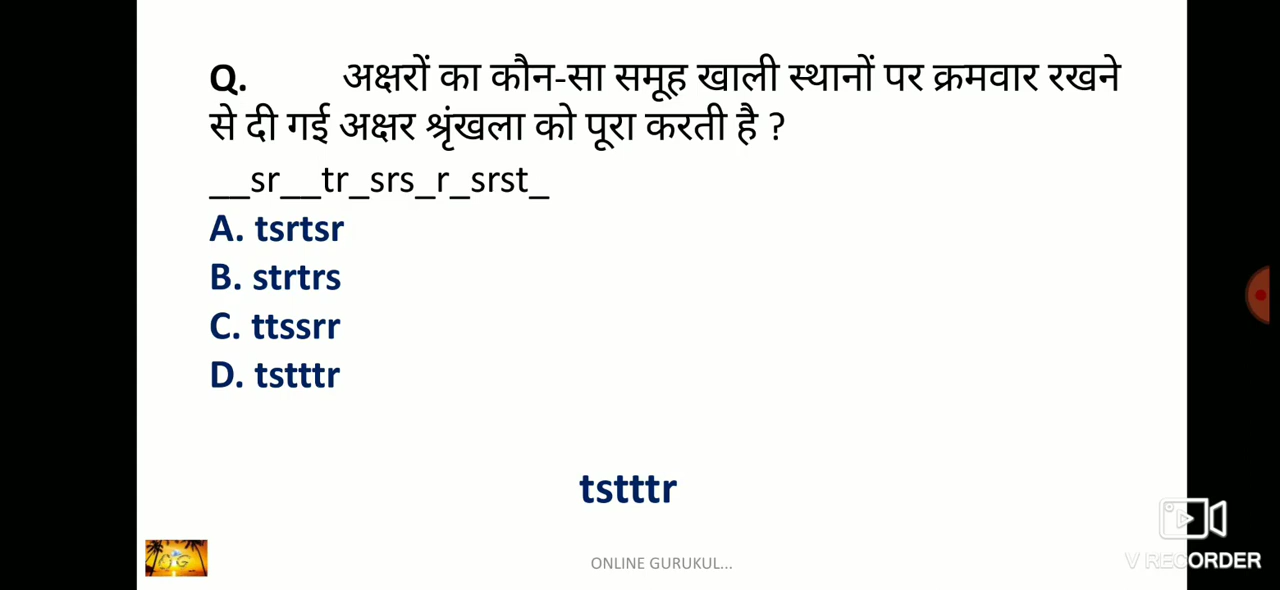 Q. अक्षरों का कौन-सा समूह खाली स्थानों पर क्रमवार रखने
से दी गई अक्षर श्रृंखला को पूरा करती है ?
__sr__tr_srs_r_srst_
A. tsrtsr
B. strtrs
C. ttssrr
D. tstttr
tstttr
ONLINE GURUKUL...
V RECORDER